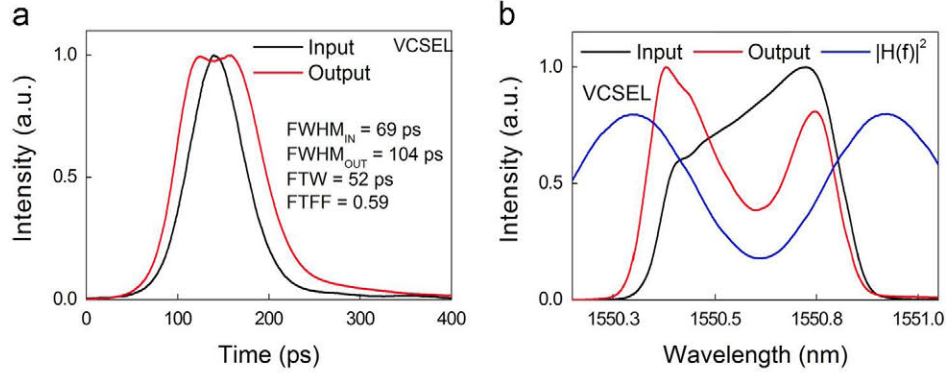 a
Input
VCSEL
Output
FWHM_IN = 69 ps
FWHM_OUT = 104 ps
FTW = 52 ps
FTFF = 0.59
Intensity (a.u.)
1.0
0.5
0.0
0 100 200 300 400
Time (ps)
b
Input Output |H(f)|²
VCSEL
Intensity (a.u.)
1.0
0.5
0.0
1550.3 1550.5 1550.8 1551.0
Wavelength (nm)